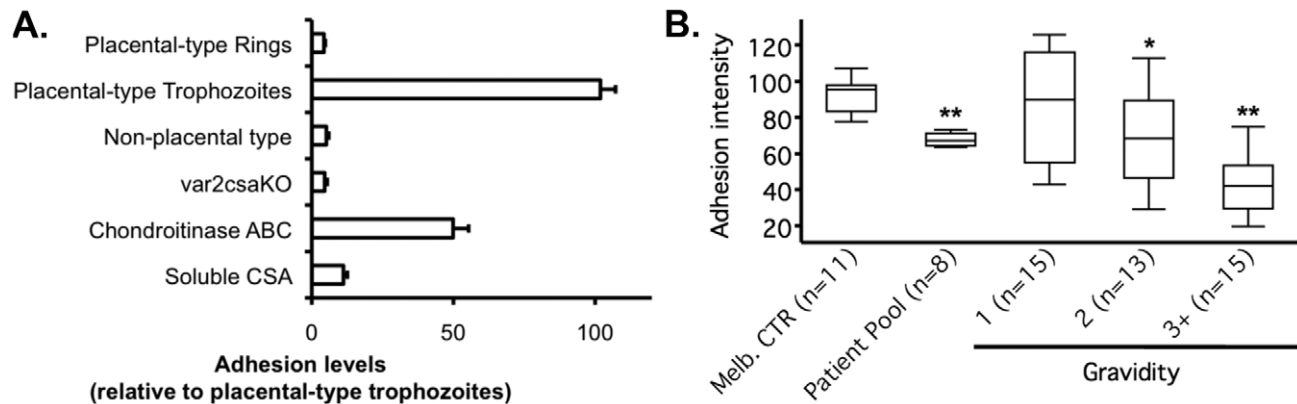 A.
Placental-type Rings
Placental-type Trophozoites
Non-placental type
var2csaKO
Chondroitinase ABC
Soluble CSA
0 50 100
Adhesion levels
(relative to placental-type trophozoites)
B.
Adhesion intensity
120
100
80
60
40
20
**
*
**
Melb. CTR (n=11)
Patient Pool (n=8)
1 (n=15)
2 (n=13)
3+ (n=15)
Gravidity